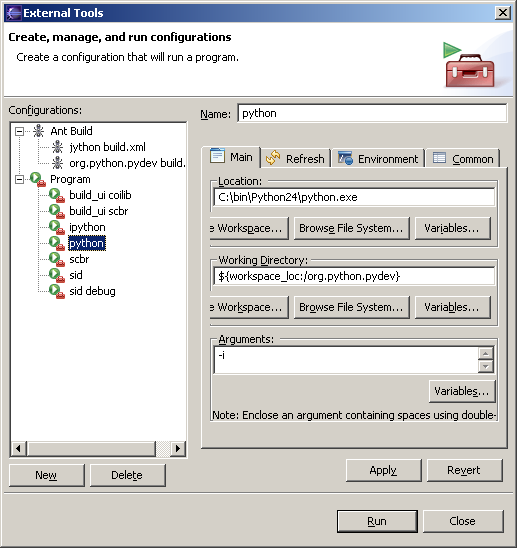 External Tools
Create, manage, and run configurations
Create a configuration that will run a program.
Configurations:
Ant Build
jython build.xml
org.python.pydev build.
Program
build_ui coilib
build_ui scbr
ipython
python
scbr
sid
sid debug
New Delete
Name: python
Main Refresh Environment Common
Location:
C:\bin\Python24\python.exe
e Workspace... Browse File System... Variables...
Working Directory:
${workspace_loc:/org.python.pydev}
e Workspace... Browse File System... Variables...
Arguments:
-i
Variables...
Note: Enclose an argument containing spaces using double-
Apply Revert
Run Close